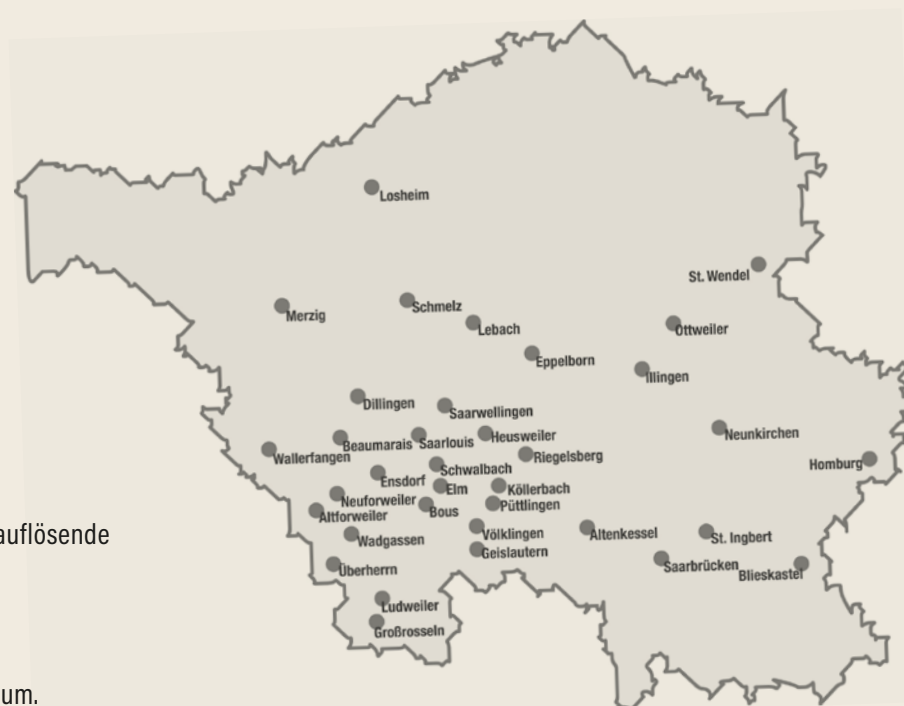 Losheim
St. Wendel
Merzig
Schmelz
Lebach
Ottweiler
Eppelborn
Illingen
Dillingen
Saarwellingen
Neunkirchen
Beaumarais
Saarlouis
Heusweiler
Wallerfangen
Riegelsberg
Homburg
Schwalbach
Ensdorf
Elm
Köllerbach
Neuforweiler
Püttlingen
Altforweiler
Bous
auflösende
Wadgassen
Völklingen
Altenkessel
St. Ingbert
Geislautern
Überherrn
Saarbrücken
Blieskastel
Ludweiler
Großrosseln
um.